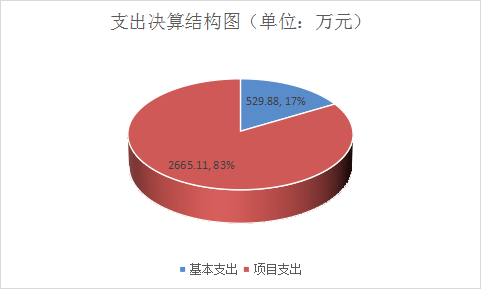 支出决算结构图（单位：万元）
529.88, 17%
2665.11, 83%
基本支出 项目支出